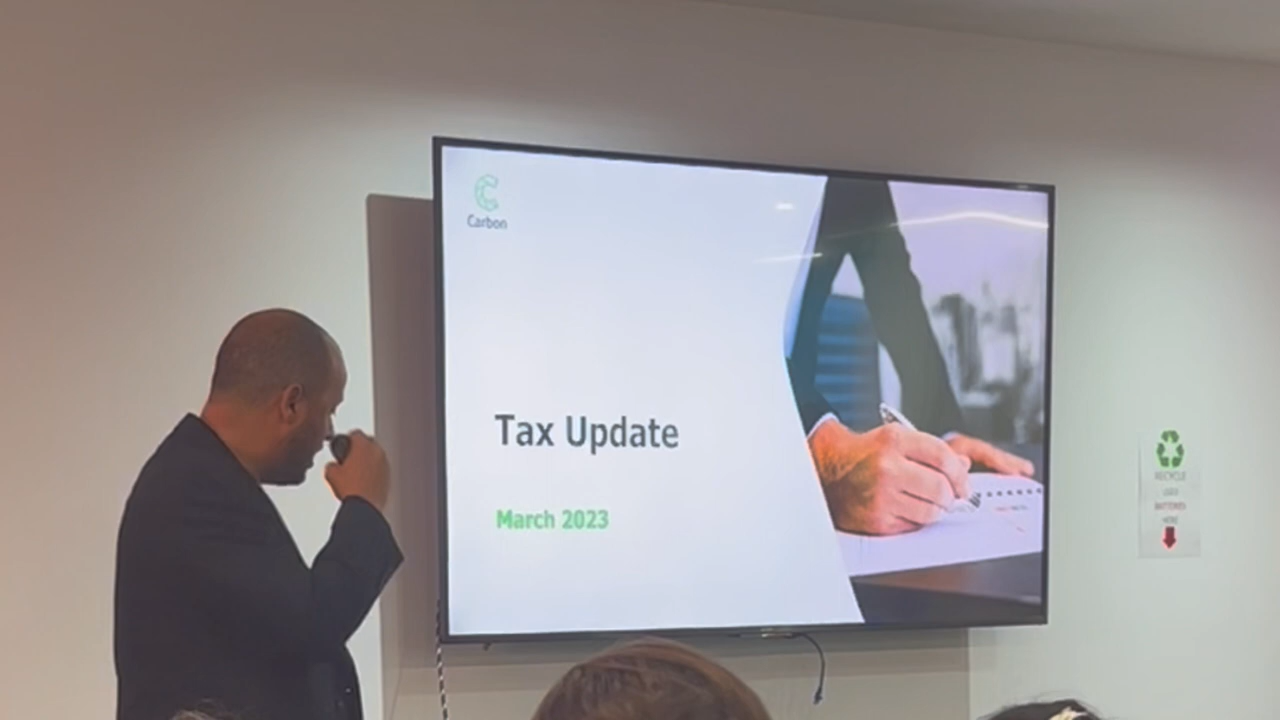 Carbon
Tax Update
March 2023
RECYCLE
USED
BATTERIES
HERE